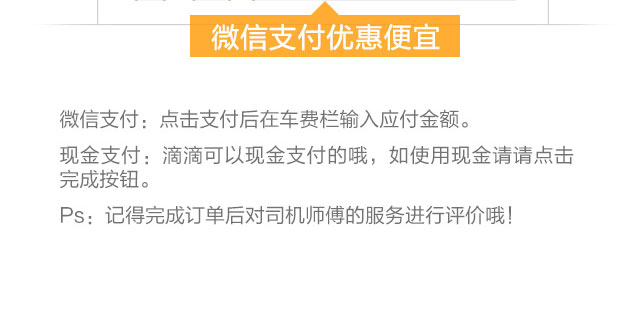 微信支付优惠便宜
微信支付：点击支付后在车费栏输入应付金额。
现金支付：滴滴可以现金支付的哦，如使用现金请请点击
完成按钮。
Ps：记得完成订单后对司机师傅的服务进行评价哦！